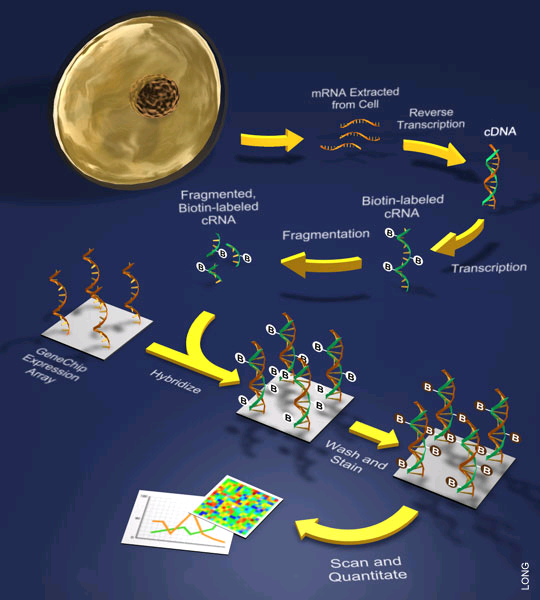 mRNA Extracted
from Cell
Reverse
Transcription
cDNA
Fragmented,
Biotin-labeled
cRNA
Biotin-labeled
cRNA
Fragmentation
Transcription
B
B
B
B
B
GeneChip
Expression
Array
Hybridize
B
B
B
B
B
B
B
B
B
B
B
Wash and
Stain
B
B
B
B
B
B
B
B
B
Scan and
Quantitate
LONG